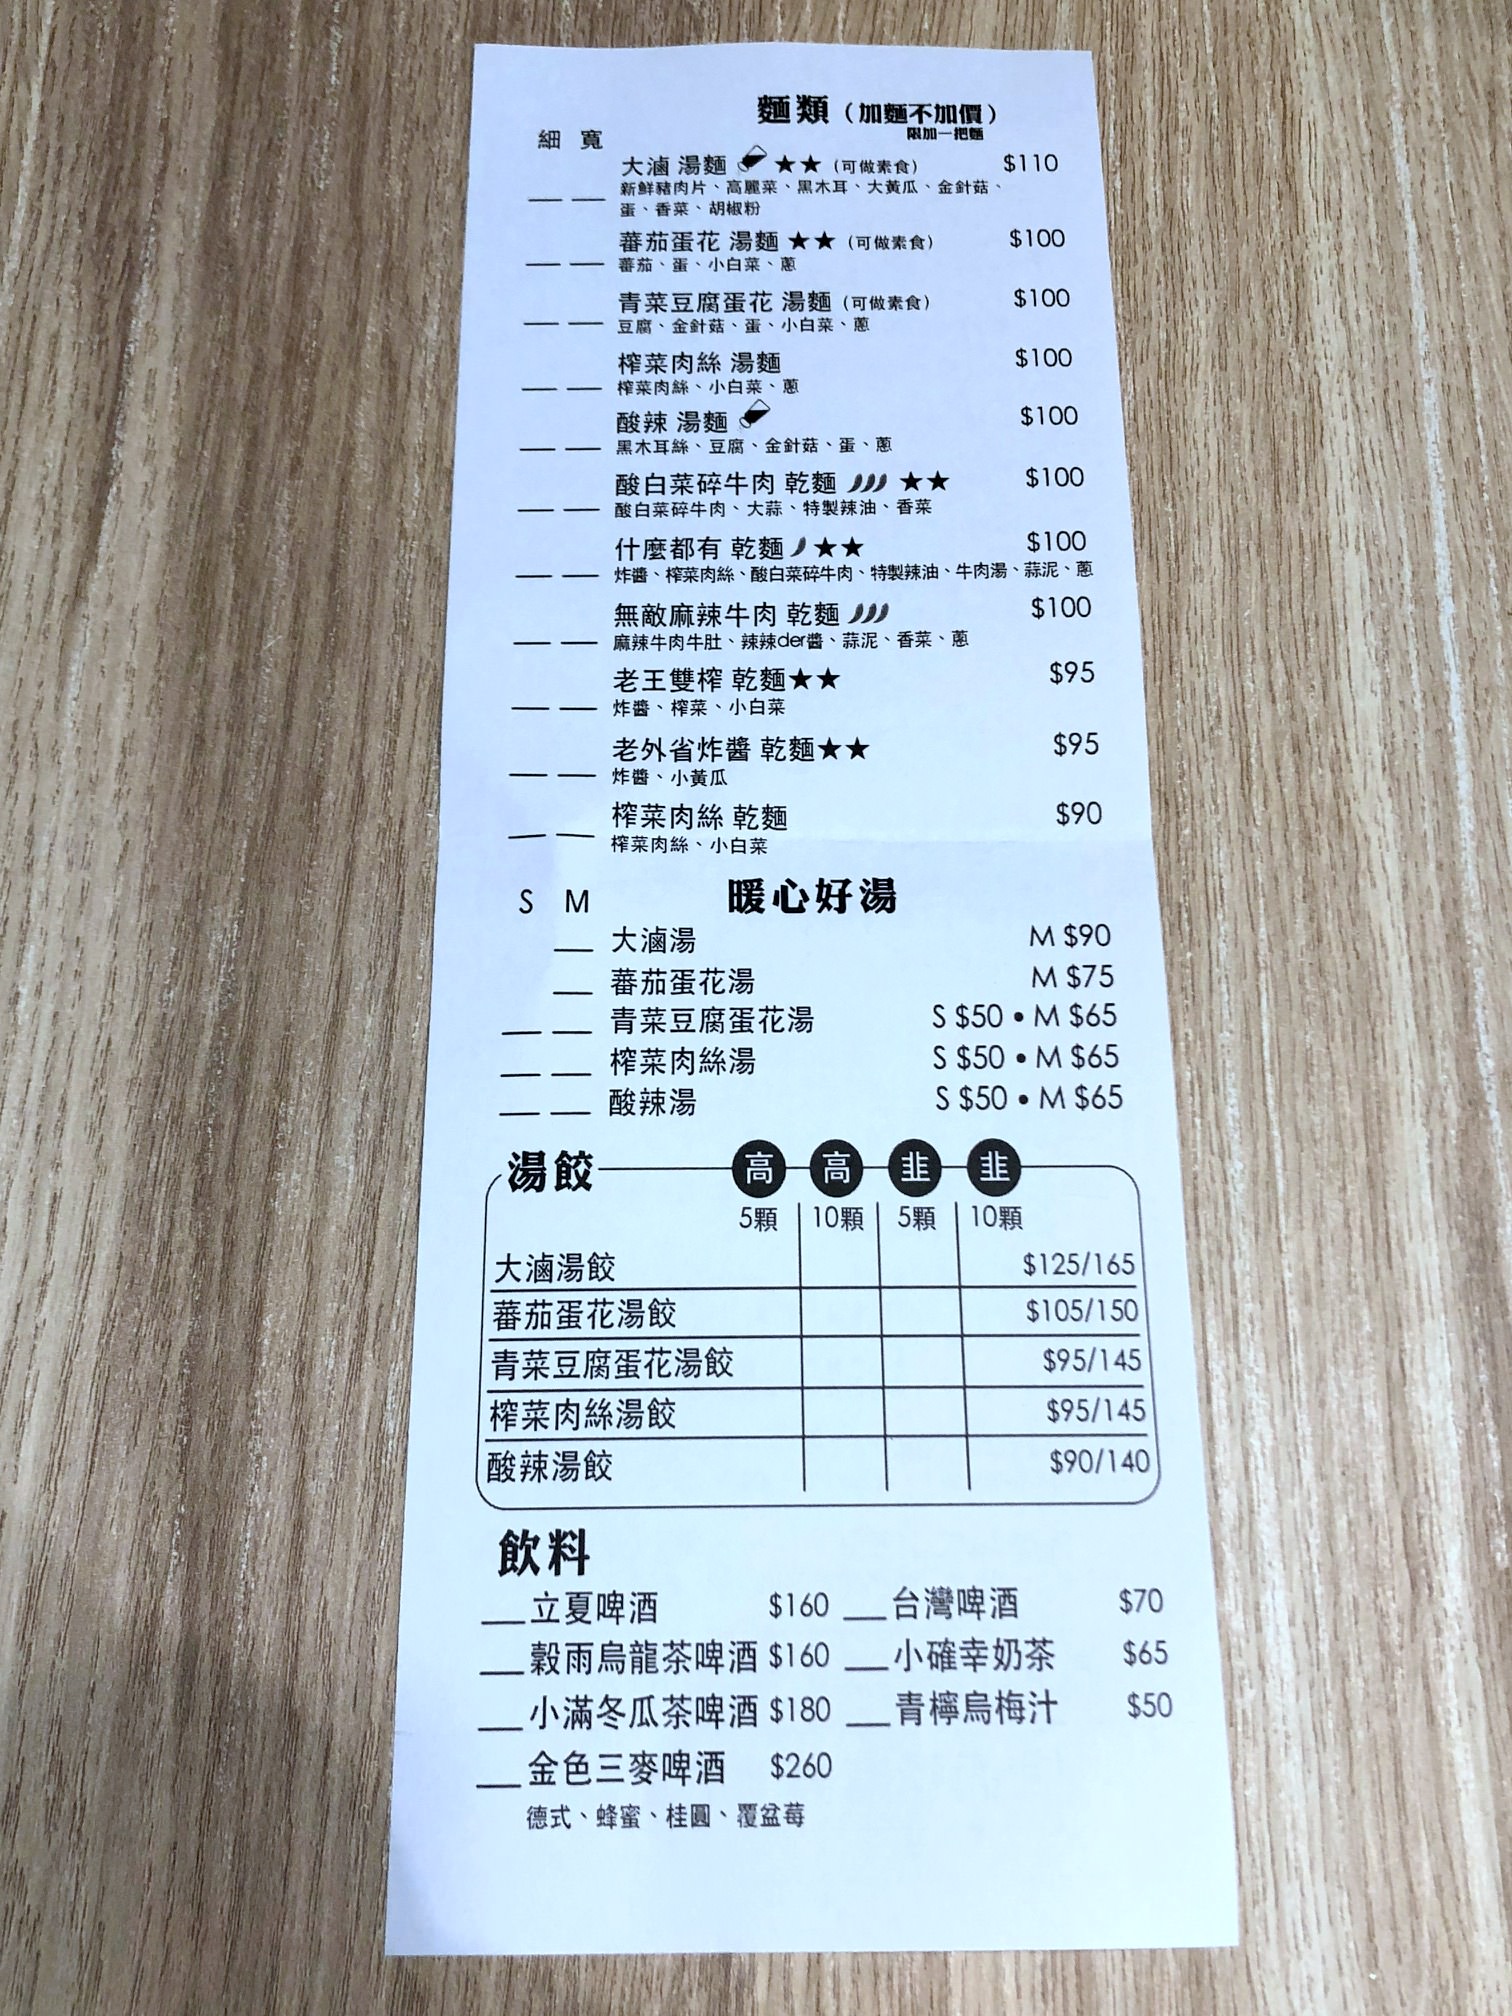 麵類（加麵不加價）
限加一把麵
細 寬
大滷 湯麵 ★★（可做素食） $110
新鮮豬肉片、高麗菜、黑木耳、大黃瓜、金針菇、
蛋、香菜、胡椒粉
蕃茄蛋花 湯麵 ★★（可做素食） $100
蕃茄、蛋、小白菜、蔥
青菜豆腐蛋花 湯麵（可做素食） $100
豆腐、金針菇、蛋、小白菜、蔥
榨菜肉絲 湯麵 $100
榨菜肉絲、小白菜、蔥
酸辣 湯麵 $100
黑木耳絲、豆腐、金針菇、蛋、蔥
酸白菜碎牛肉 乾麵 ★★ $100
酸白菜碎牛肉、大蒜、特製辣油、香菜
什麼都有 乾麵 ★★ $100
炸醬、榨菜肉絲、酸白菜碎牛肉、特製辣油、牛肉湯、蒜泥、蔥
無敵麻辣牛肉 乾麵 $100
麻辣牛肉牛肚、辣辣der醬、蒜泥、香菜、蔥
老王雙榨 乾麵★★ $95
炸醬、榨菜、小白菜
老外省炸醬 乾麵★★ $95
炸醬、小黃瓜
榨菜肉絲 乾麵 $90
榨菜肉絲、小白菜
S M 暖心好湯
大滷湯 M $90
蕃茄蛋花湯 M $75
青菜豆腐蛋花湯 S $50 • M $65
榨菜肉絲湯 S $50 • M $65
酸辣湯 S $50 • M $65
湯餃 高 高 韭 韭
5顆 10顆 5顆 10顆
大滷湯餃 $125/165
蕃茄蛋花湯餃 $105/150
青菜豆腐蛋花湯餃 $95/145
榨菜肉絲湯餃 $95/145
酸辣湯餃 $90/140
飲料
立夏啤酒 $160 台灣啤酒 $70
穀雨烏龍茶啤酒 $160 小確幸奶茶 $65
小滿冬瓜茶啤酒 $180 青檸烏梅汁 $50
金色三麥啤酒 $260
德式、蜂蜜、桂圓、覆盆莓